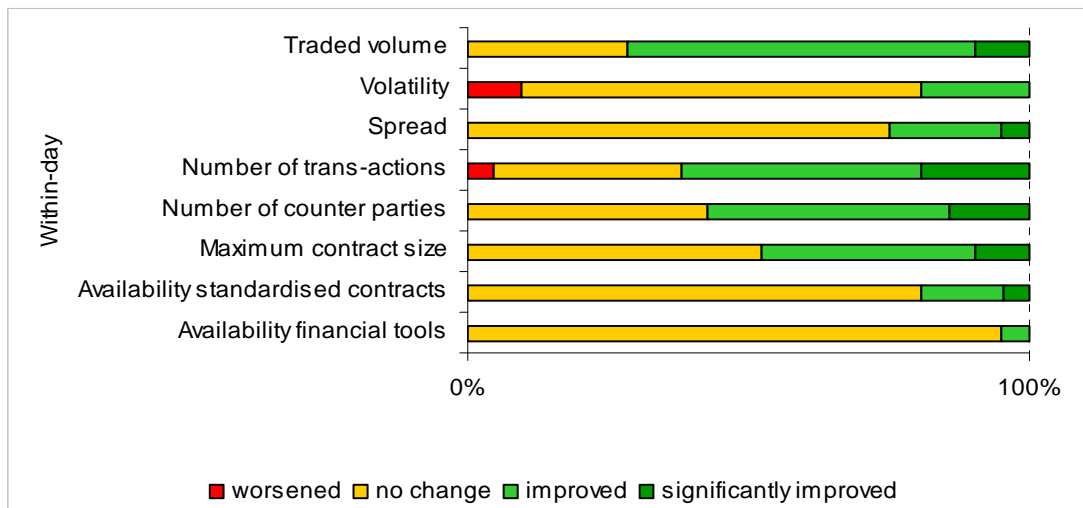 Within-day
Traded volume
Volatility
Spread
Number of trans-actions
Number of counter parties
Maximum contract size
Availability standardised contracts
Availability financial tools
0% 100%
worsened no change improved significantly improved